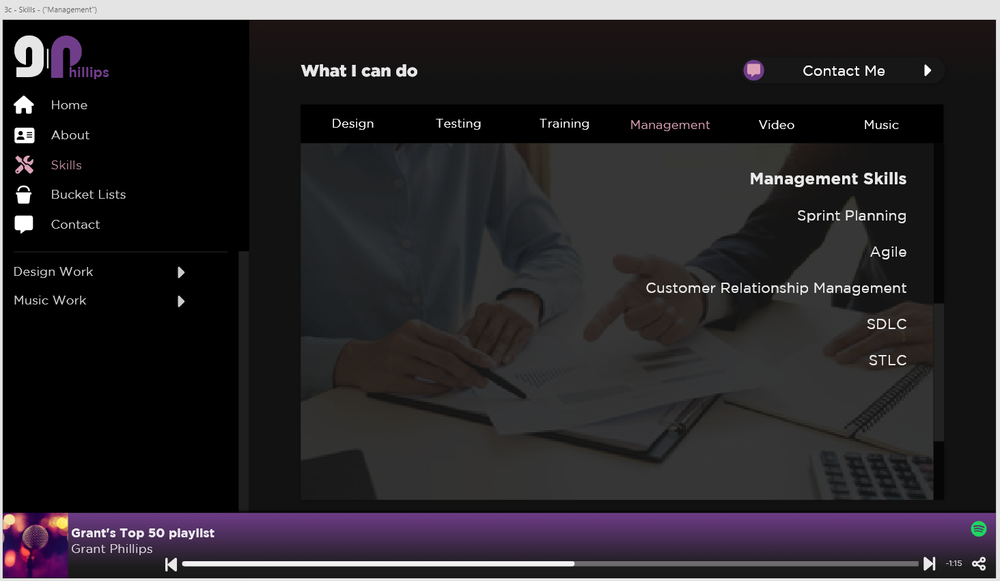 3c - Skills - ("Management")
gPhillips
Home
About
Skills
Bucket Lists
Contact
Design Work
Music Work
What I can do
Contact Me
Design Testing Training Management Video Music
Management Skills
Sprint Planning
Agile
Customer Relationship Management
SDLC
STLC
Grant's Top 50 playlist
Grant Phillips
-1:15